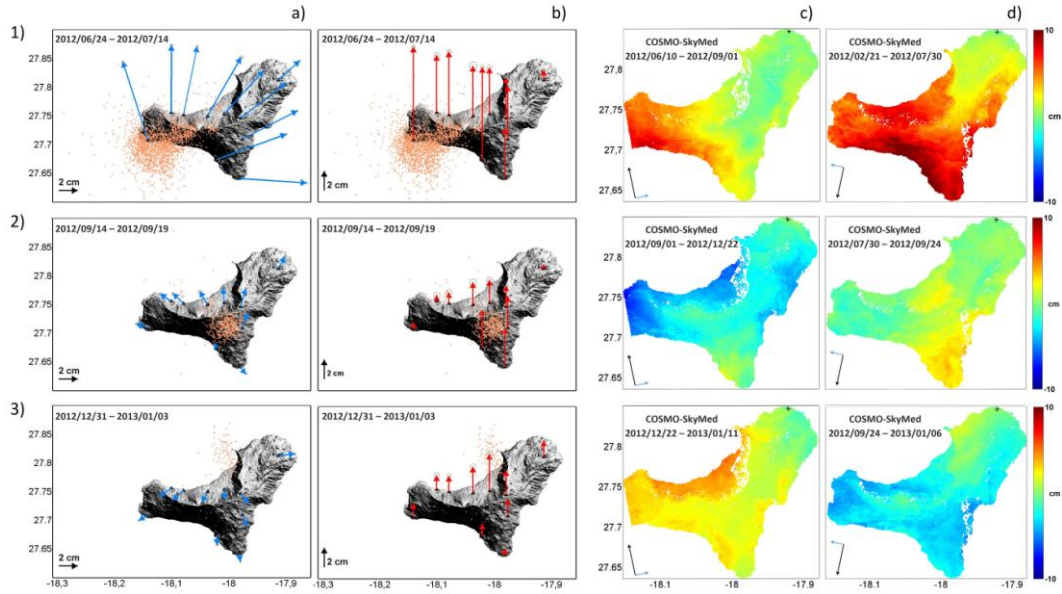 a) b) c) d)
1)
2012/06/24 – 2012/07/14
2012/06/24 – 2012/07/14
COSMO-SkyMed
2012/06/10 – 2012/09/01
COSMO-SkyMed
2012/02/21 – 2012/07/30
27.85
27.8
27.75
27.7
27.65
2 cm
2 cm
27.8
27.75
27.7
27.65
10
cm
-10
2)
2012/09/14 – 2012/09/19
2012/09/14 – 2012/09/19
COSMO-SkyMed
2012/09/01 – 2012/12/22
COSMO-SkyMed
2012/07/30 – 2012/09/24
27.85
27.8
27.75
27.7
27.65
2 cm
2 cm
27.8
27.75
27.7
27.65
10
cm
-10
3)
2012/12/31 – 2013/01/03
2012/12/31 – 2013/01/03
COSMO-SkyMed
2012/12/22 – 2013/01/11
COSMO-SkyMed
2012/09/24 – 2013/01/06
27.85
27.8
27.75
27.7
27.65
2 cm
2 cm
27.8
27.75
27.7
27.65
10
cm
-10
-18,3 -18,2 -18,1 -18 -17,9 -18,3 -18,2 -18,1 -18 -17,9 -18.1 -18 -17.9 -18.1 -18 -17.9